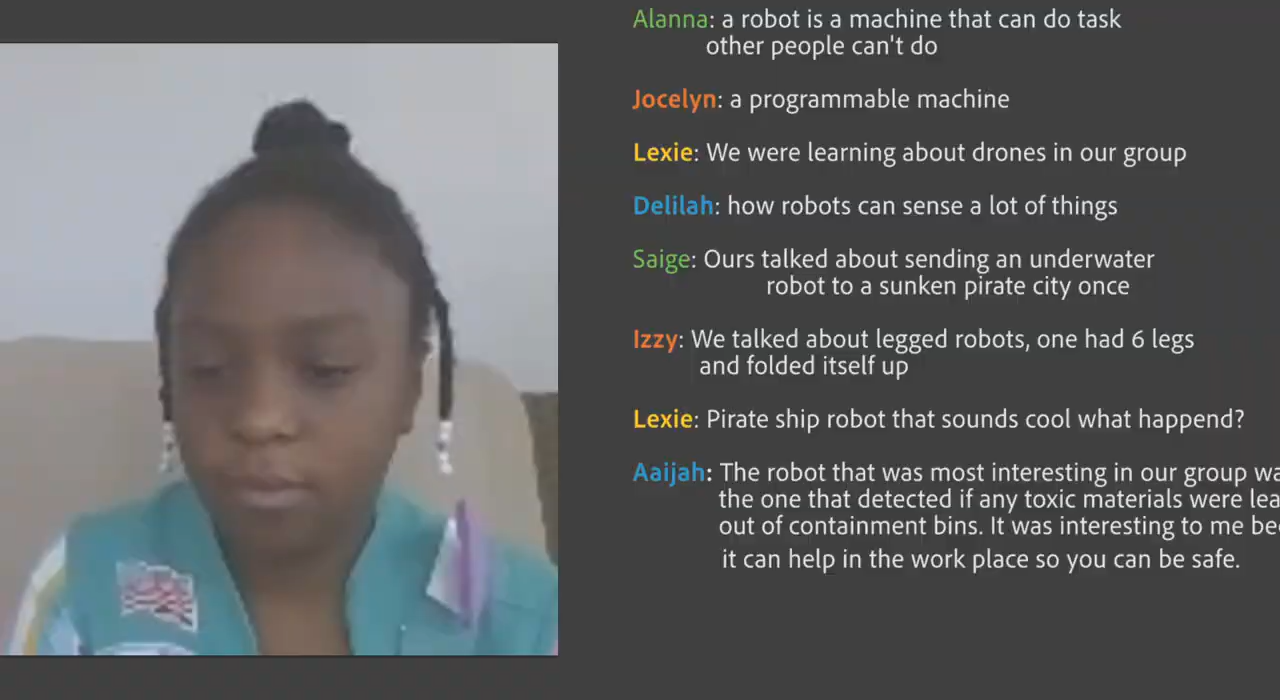 Alanna: a robot is a machine that can do task
other people can't do
Jocelyn: a programmable machine
Lexie: We were learning about drones in our group
Delilah: how robots can sense a lot of things
Saige: Ours talked about sending an underwater
robot to a sunken pirate city once
Izzy: We talked about legged robots, one had 6 legs
and folded itself up
Lexie: Pirate ship robot that sounds cool what happend?
Aaijah: The robot that was most interesting in our group
the one that detected if any toxic materials were
out of containment bins. It was interesting to me
it can help in the work place so you can be safe.